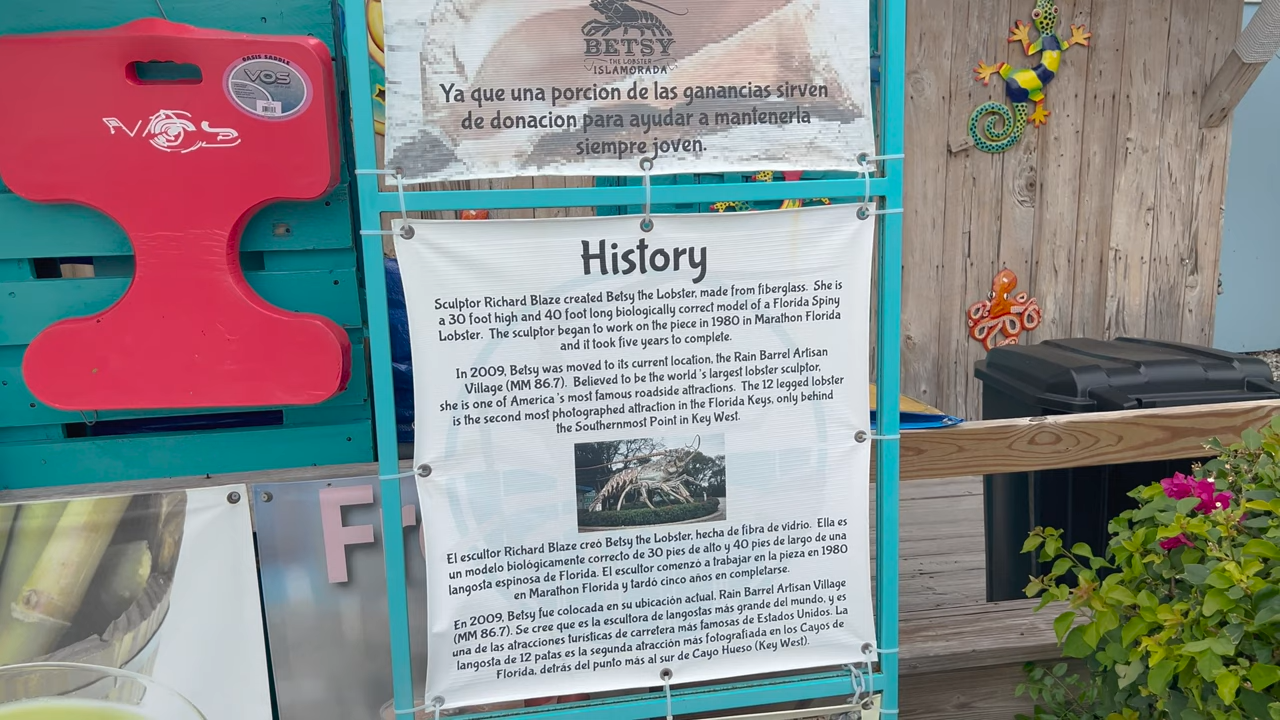 OASIS SADDLE
VOS
VOS
BETSY
THE LOBSTER
ISLAMORADA
Ya que una porcion de las ganancias sirven
de donacion para ayudar a mantenerla
siempre joven.
History
Sculptor Richard Blaze created Betsy the Lobster, made from fiberglass. She is
a 30 foot high and 40 foot long biologically correct model of a Florida Spiny
Lobster. The sculptor began to work on the piece in 1980 in Marathon Florida
and it took five years to complete.
In 2009, Betsy was moved to its current location, the Rain Barrel Artisan
Village (MM 86.7). Believed to be the world's largest lobster sculptor,
she is one of America's most famous roadside attractions. The 12 legged lobster
is the second most photographed attraction in the Florida Keys, only behind
the Southernmost Point in Key West.
El escultor Richard Blaze creó Betsy the Lobster, hecha de fibra de vidrio. Ella es
un modelo biológicamente correcto de 30 pies de alto y 40 pies de largo de una
langosta espinosa de Florida. El escultor comenzó a trabajar en la pieza en 1980
en Marathon Florida y tardó cinco años en completarse.
En 2009, Betsy fue colocada en su ubicación actual, Rain Barrel Artisan Village
(MM 86.7). Se cree que es la escultora de langostas más grande del mundo, y es
una de las atracciones turísticas de carretera más famosas de Estados Unidos. La
langosta de 12 patas es la segunda atracción más fotografiada en los Cayos de
Florida, detrás del punto más al sur de Cayo Hueso (Key West).